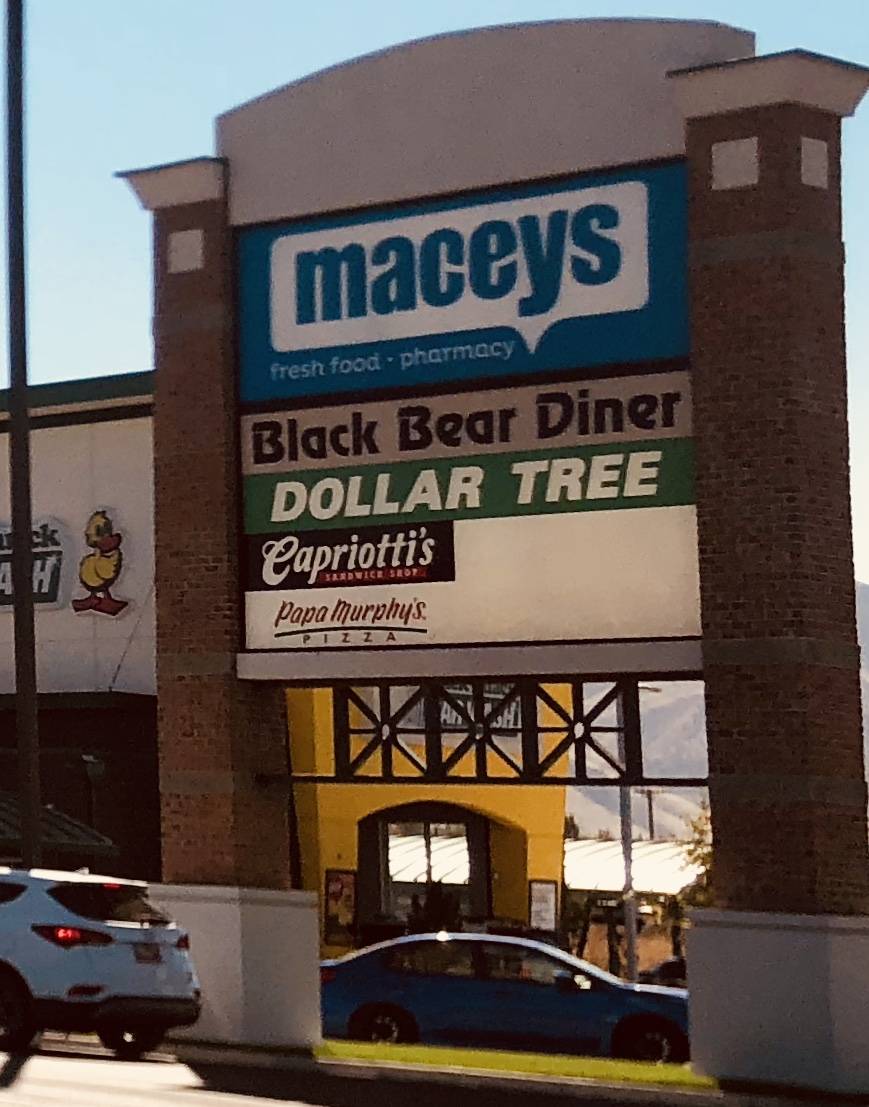 maceys
fresh food · pharmacy
Black Bear Diner
DOLLAR TREE
Capriotti's
SANDWICH SHOP
Papa Murphy's
PIZZA